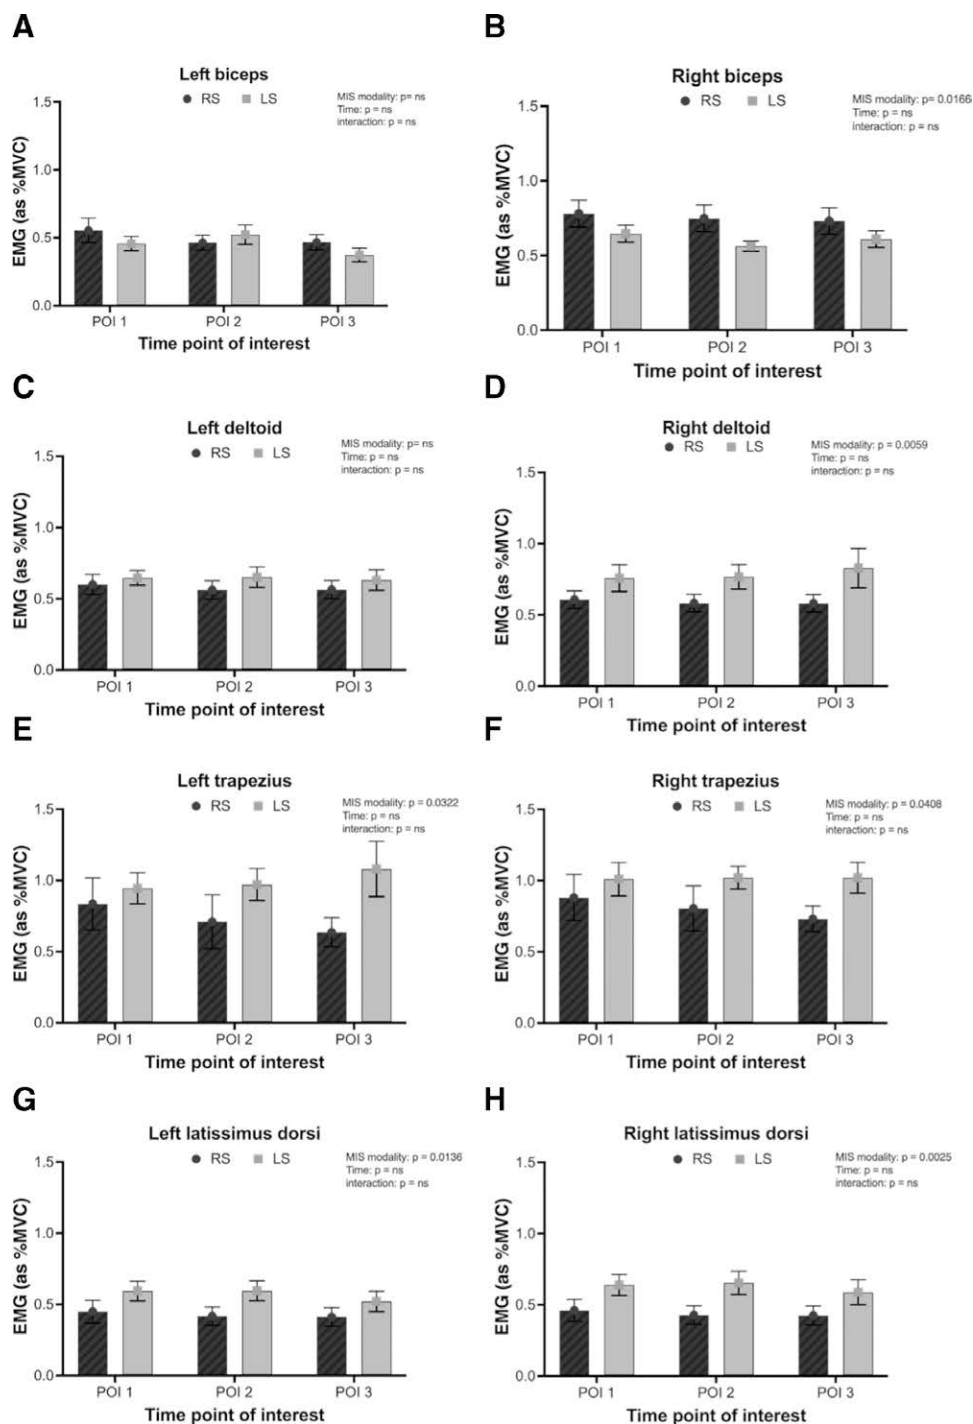 A
Left biceps
RS LS
MIS modality: p= ns
Time: p = ns
interaction: p = ns
EMG (as %MVC)
1.5
1.0
0.5
0.0
POI 1 POI 2 POI 3
Time point of interest
B
Right biceps
RS LS
MIS modality: p= 0.0166
Time: p = ns
interaction: p = ns
EMG (as %MVC)
1.5
1.0
0.5
0.0
POI 1 POI 2 POI 3
Time point of interest
C
Left deltoid
RS LS
MIS modality: p= ns
Time: p = ns
interaction: p = ns
EMG (as %MVC)
1.5
1.0
0.5
0.0
POI 1 POI 2 POI 3
Time point of interest
D
Right deltoid
RS LS
MIS modality: p = 0.0059
Time: p = ns
interaction: p = ns
EMG (as %MVC)
1.5
1.0
0.5
0.0
POI 1 POI 2 POI 3
Time point of interest
E
Left trapezius
RS LS
MIS modality: p = 0.0322
Time: p = ns
interaction: p = ns
EMG (as %MVC)
1.5
1.0
0.5
0.0
POI 1 POI 2 POI 3
Time point of interest
F
Right trapezius
RS LS
MIS modality: p = 0.0408
Time: p = ns
interaction: p = ns
EMG (as %MVC)
1.5
1.0
0.5
0.0
POI 1 POI 2 POI 3
Time point of interest
G
Left latissimus dorsi
RS LS
MIS modality: p = 0.0136
Time: p = ns
interaction: p = ns
EMG (as %MVC)
1.5
1.0
0.5
0.0
POI 1 POI 2 POI 3
Time point of interest
H
Right latissimus dorsi
RS LS
MIS modality: p = 0.0025
Time: p = ns
interaction: p = ns
EMG (as %MVC)
1.5
1.0
0.5
0.0
POI 1 POI 2 POI 3
Time point of interest